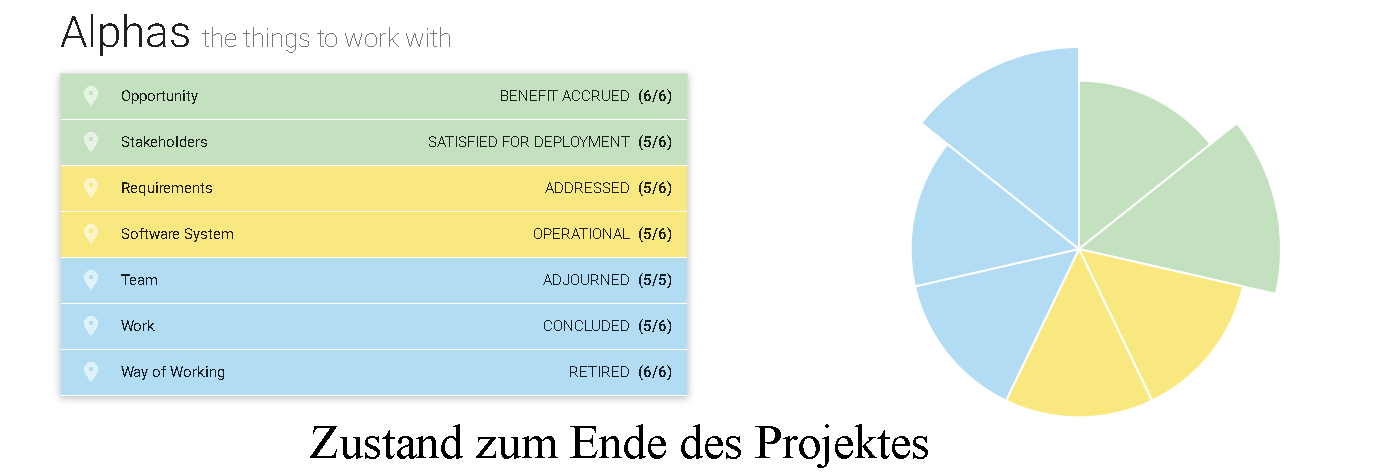 Alphas the things to work with
Opportunity BENEFIT ACCRUED (6/6)
Stakeholders SATISFIED FOR DEPLOYMENT (5/6)
Requirements ADDRESSED (5/6)
Software System OPERATIONAL (5/6)
Team ADJOURNED (5/5)
Work CONCLUDED (5/6)
Way of Working RETIRED (6/6)
Zustand zum Ende des Projektes